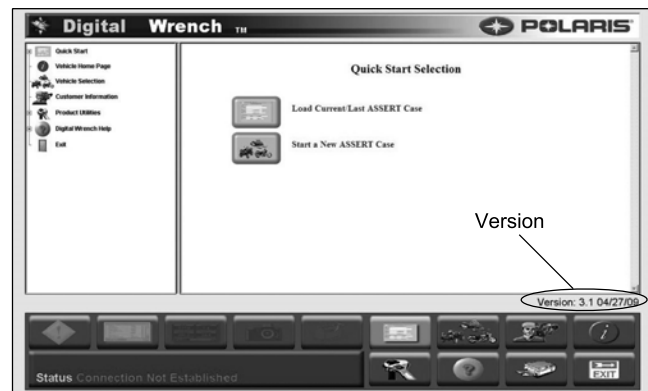 Digital Wrench TM
POLARIS
Quick Start
Vehicle Home Page
Vehicle Selection
Customer Information
Product Utilities
Digital Wrench Help
Exit
Quick Start Selection
Load Current/Last ASSERT Case
Start a New ASSERT Case
Version
Version: 3.1 04/27/09
Status Connection Not Established
EXIT